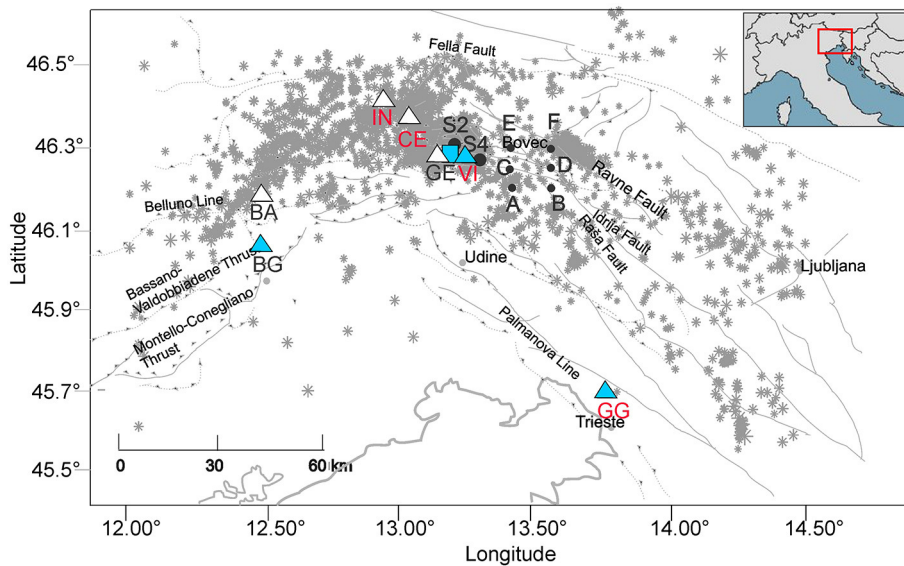 Fella Fault
46.5°
IN
CE
S2
E
F
Bovec
S4
46.3°
GE
VI
C
D
Ravne Fault
Belluno Line
BA
A
B
Idrija Fault
Raša Fault
46.1°
BG
Udine
Ljubljana
Bassano-
Valdobbiadene Thrus
45.9°
Montello-Conegliano
Thrust
Palmanova Line
45.7°
GG
Trieste
0
30
60 km
45.5°
12.00°
12.50°
13.00°
13.50°
14.00°
14.50°
Longitude
Latitude